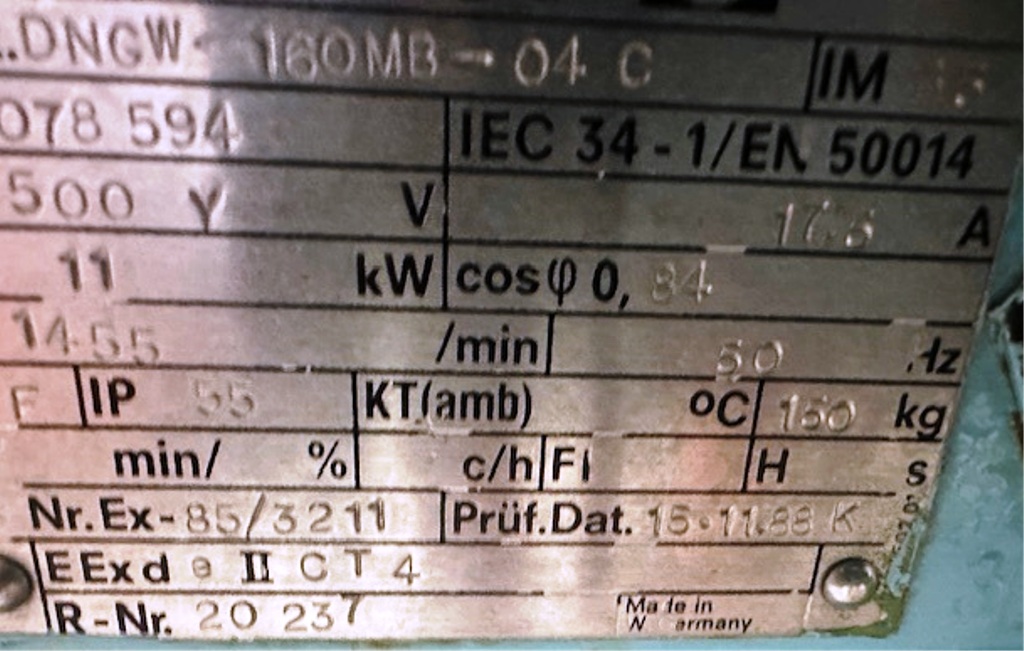 ..DNGW-160MB-04 C IM
078 594 IEC 34-1/EN 50014
500 Y V A
11 kW cosφ 0, 84
1455 /min 50 Hz
F IP 55 KT(amb) °C 150 kg
min/ % c/h FI H s
Nr.Ex-85/3211 Prüf.Dat. 15.11.88 K
EExd e II C T 4
R-Nr. 20 237 Made in
W Germany